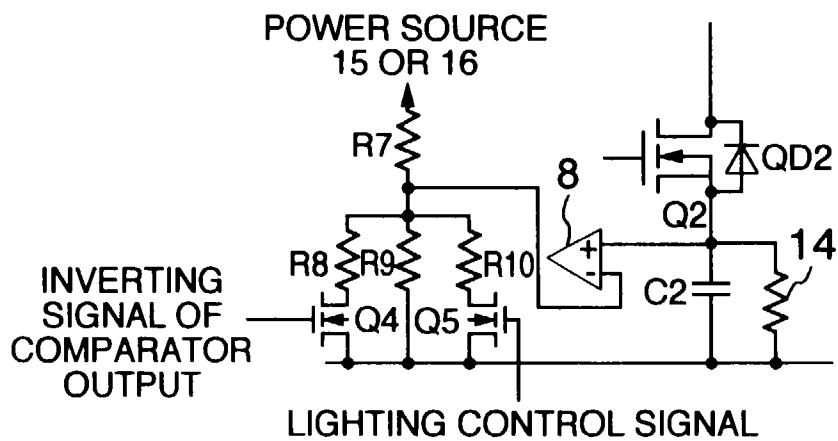 POWER SOURCE
15 OR 16
R7
QD2
8
Q2
+
-
14
R8
R9
R10
C2
INVERTING
SIGNAL OF
COMPARATOR
OUTPUT
Q4
Q5
LIGHTING CONTROL SIGNAL